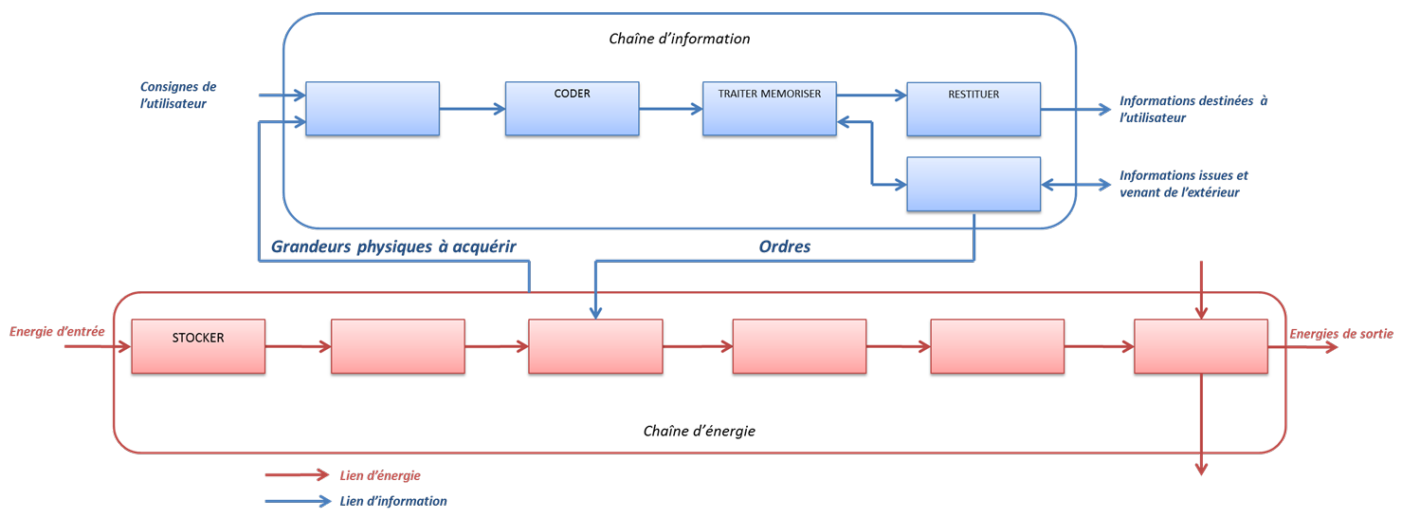 Chaîne d'information
Consignes de
l'utilisateur
CODER
TRAITER MEMORISER
RESTITUER
Informations destinées à
l'utilisateur
Informations issues et
venant de l'extérieur
Grandeurs physiques à acquérir
Ordres
Energie d'entrée
STOCKER
Energies de sortie
Chaîne d'énergie
Lien d'énergie
Lien d'information